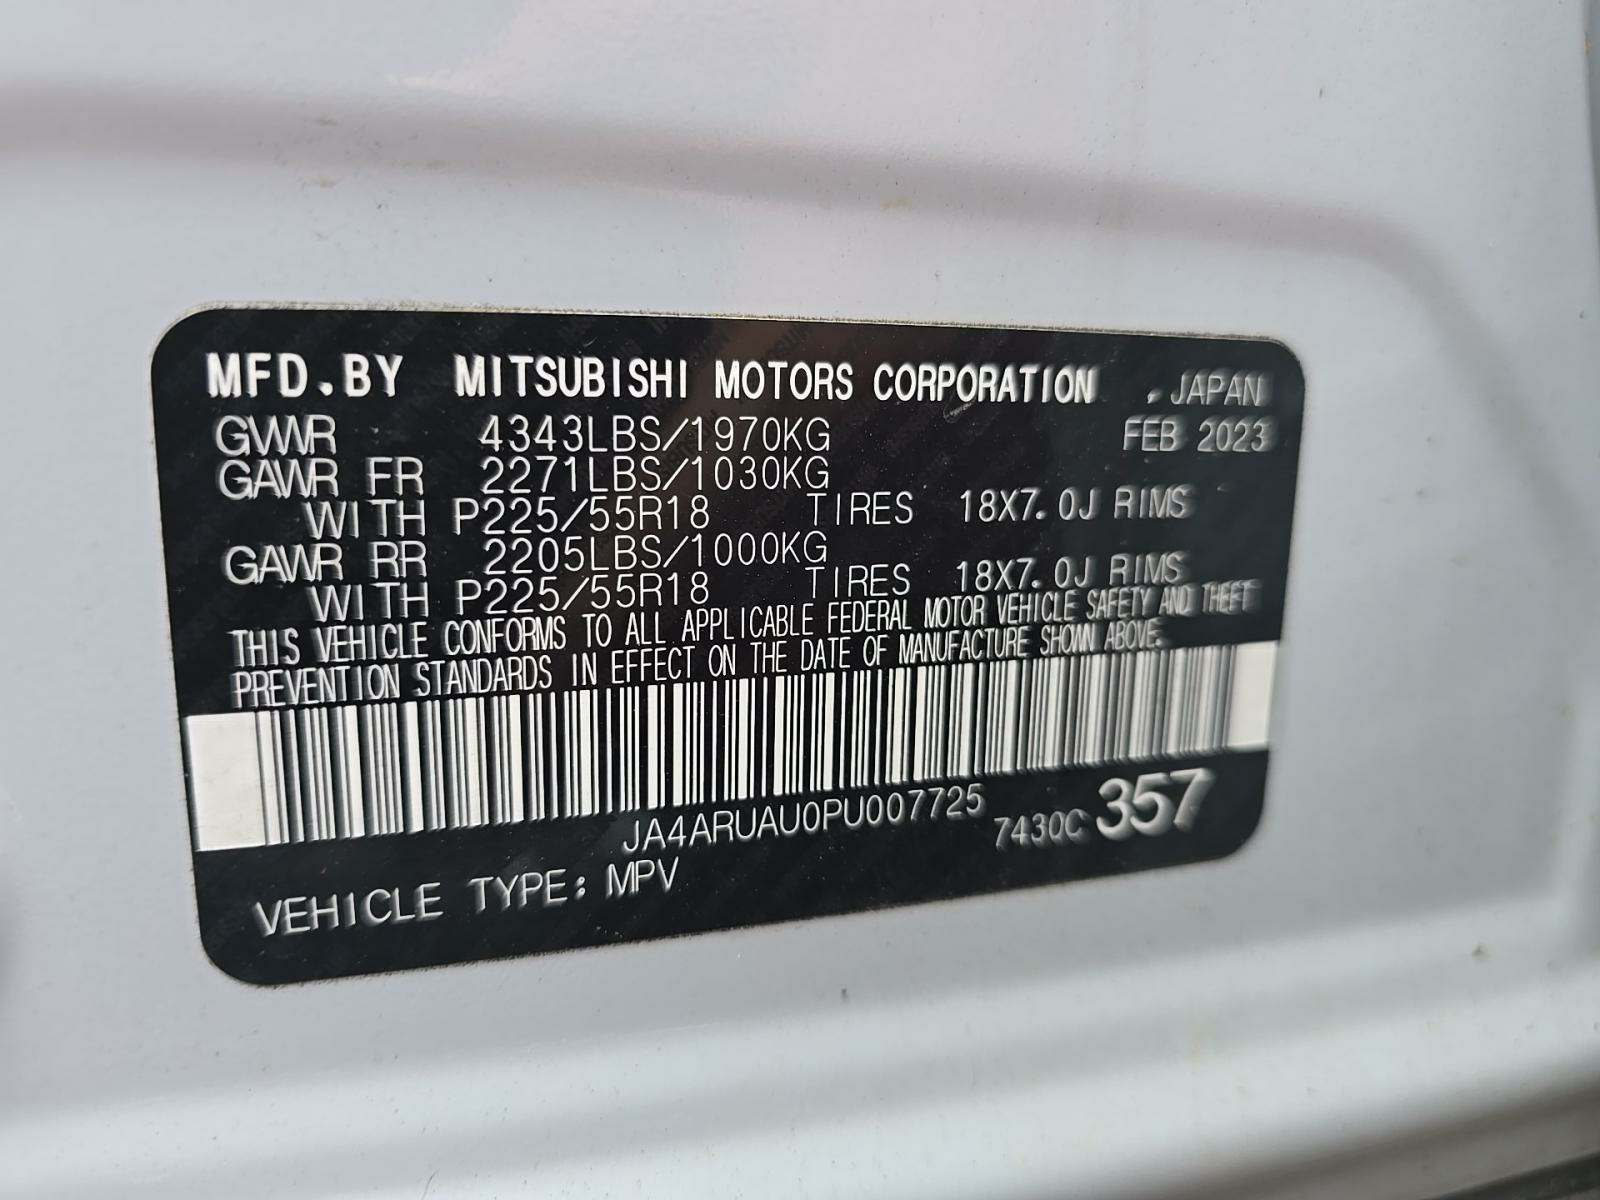 MFD.BY MITSUBISHI MOTORS CORPORATION , JAPAN
GVWR 4343LBS/1970KG FEB 2023
GAWR FR 2271LBS/1030KG
WITH P225/55R18 TIRES 18X7.0J RIMS
GAWR RR 2205LBS/1000KG
WITH P225/55R18 TIRES 18X7.0J RIMS
THIS VEHICLE CONFORMS TO ALL APPLICABLE FEDERAL MOTOR VEHICLE SAFETY AND THEFT
PREVENTION STANDARDS IN EFFECT ON THE DATE OF MANUFACTURE SHOWN ABOVE.
JA4ARUAU0PU007725 7430C 357
VEHICLE TYPE: MPV